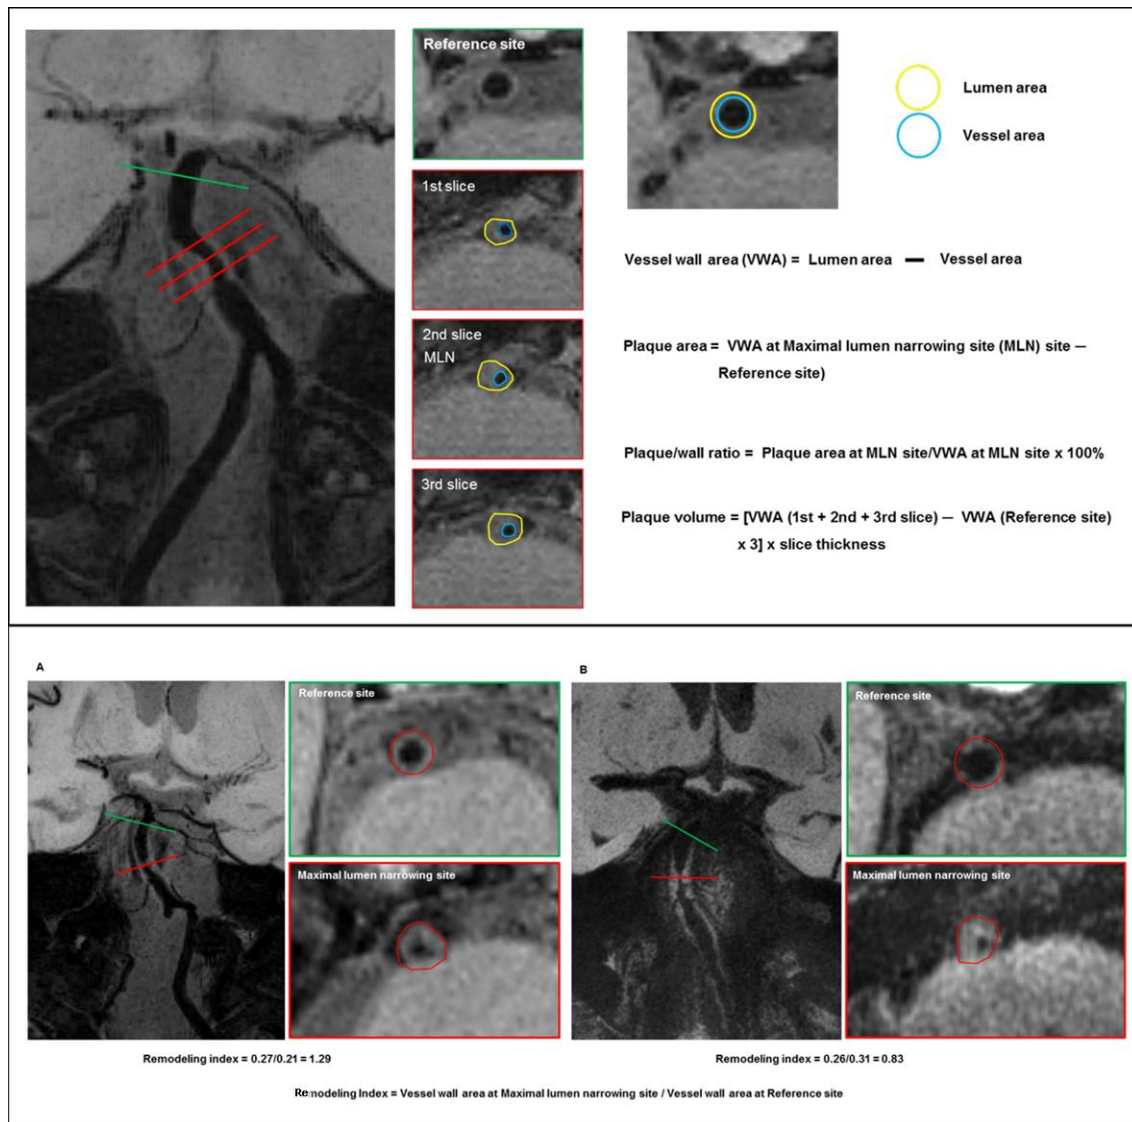 Reference site
1st slice
2nd slice
MLN
3rd slice
Lumen area
Vessel area
Vessel wall area (VWA) = Lumen area — Vessel area
Plaque area = VWA at Maximal lumen narrowing site (MLN) site —
Reference site)
Plaque/wall ratio = Plaque area at MLN site/VWA at MLN site x 100%
Plaque volume = [VWA (1st + 2nd + 3rd slice) — VWA (Reference site)
x 3] x slice thickness
A
Reference site
Maximal lumen narrowing site
Remodeling index = 0.27/0.21 = 1.29
B
Reference site
Maximal lumen narrowing site
Remodeling index = 0.26/0.31 = 0.83
Remodeling Index = Vessel wall area at Maximal lumen narrowing site / Vessel wall area at Reference site